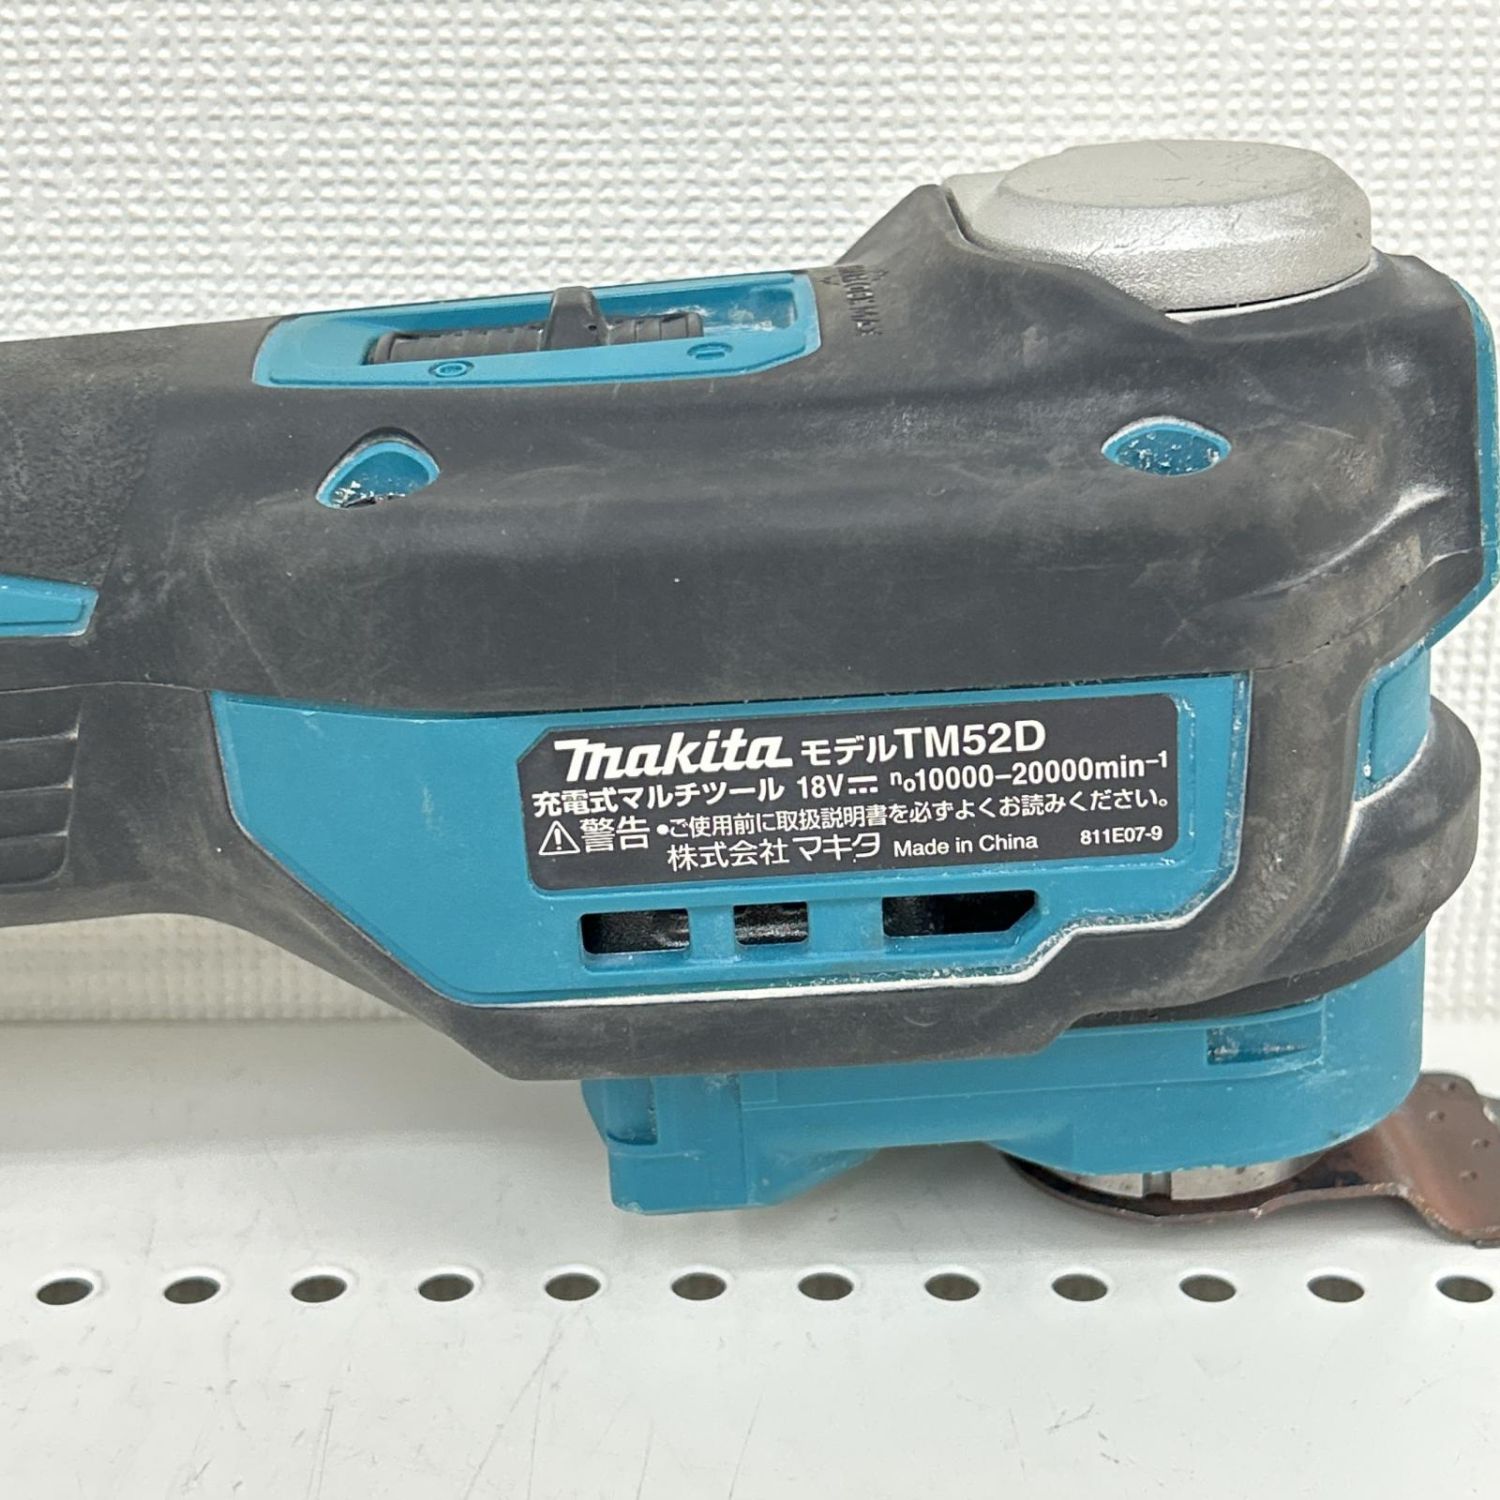 makita モデルTM52D
充電式マルチツール 18V⎓ n₀10000-20000min-1
⚠警告 •ご使用前に取扱説明書を必ずよくお読みください。
株式会社マキタ Made in China 811E07-9